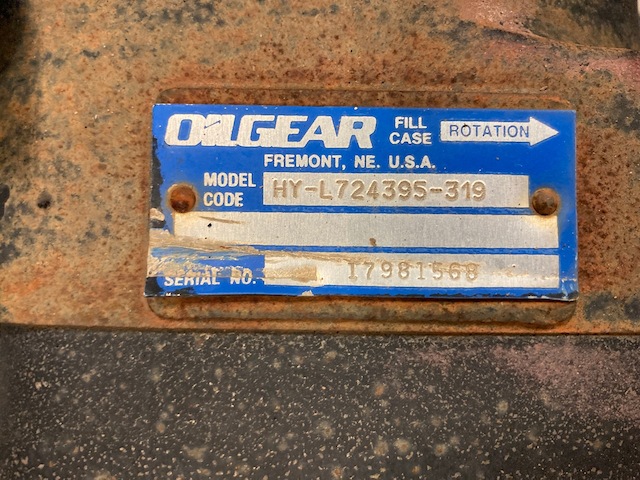 OILGEAR FILL CASE ROTATION
FREMONT, NE. U.S.A.
MODEL CODE HY-L724395-319
SERIAL NO. 17981568